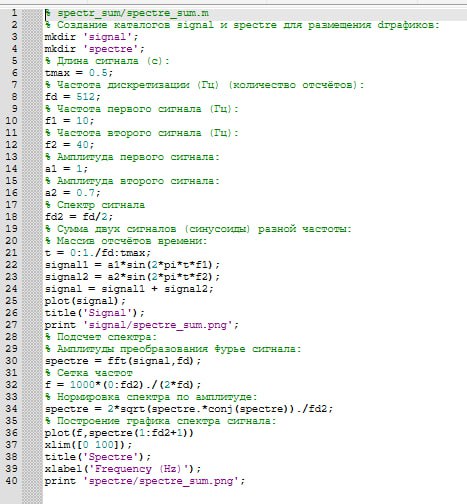 1 % spectr_sum/spectre_sum.m
2 % Создание каталогов signal и spectre для размещения dграфиков:
3 mkdir 'signal';
4 mkdir 'spectre';
5 % Длина сигнала (с):
6 tmax = 0.5;
7 % Частота дискретизации (Гц) (количество отсчётов):
8 fd = 512;
9 % Частота первого сигнала (Гц):
10 f1 = 10;
11 % Частота второго сигнала (Гц):
12 f2 = 40;
13 % Амплитуда первого сигнала:
14 a1 = 1;
15 % Амплитуда второго сигнала:
16 a2 = 0.7;
17 % Спектр сигнала
18 fd2 = fd/2;
19 % Сумма двух сигналов (синусоиды) разной частоты:
20 % Массив отсчётов времени:
21 t = 0:1./fd:tmax;
22 signal1 = a1*sin(2*pi*t*f1);
23 signal2 = a2*sin(2*pi*t*f2);
24 signal = signal1 + signal2;
25 plot(signal);
26 title('Signal');
27 print 'signal/spectre_sum.png';
28 % Подсчет спектра:
29 % Амплитуды преобразования Фурье сигнала:
30 spectre = fft(signal,fd);
31 % Сетка частот
32 f = 1000*(0:fd2)./(2*fd);
33 % Нормировка спектра по амплитуде:
34 spectre = 2*sqrt(spectre.*conj(spectre))./fd2;
35 % Построение графика спектра сигнала:
36 plot(f,spectre(1:fd2+1))
37 xlim([0 100]);
38 title('Spectre');
39 xlabel('Frequency (Hz)');
40 print 'spectre/spectre_sum.png';